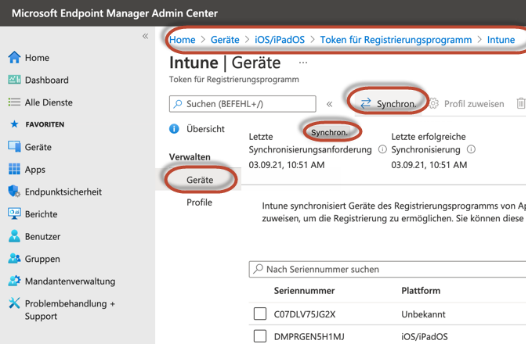 Microsoft Endpoint Manager Admin Center
Home
Dashboard
Alle Dienste
FAVORITEN
Geräte
Apps
Endpunktsicherheit
Berichte
Benutzer
Gruppen
Mandantenverwaltung
Problembehandlung +
Support
Home > Geräte > iOS/iPadOS > Token für Registrierungsprogramm > Intune
Intune | Geräte ...
Token für Registrierungsprogramm
Suchen (BEFEHL+/)
Übersicht
Verwalten
Geräte
Profile
Synchron. Profil zuweisen
Synchron.
Letzte
Synchronisierungsanforderung
03.09.21, 10:51 AM
Letzte erfolgreiche
Synchronisierung
03.09.21, 10:51 AM
Intune synchronisiert Geräte des Registrierungsprogramms von Ap
zuweisen, um die Registrierung zu ermöglichen. Sie können diese
Nach Seriennummer suchen
Seriennummer Plattform
C07DLV75JG2X Unbekannt
DMPRGEN5H1MJ iOS/iPadOS